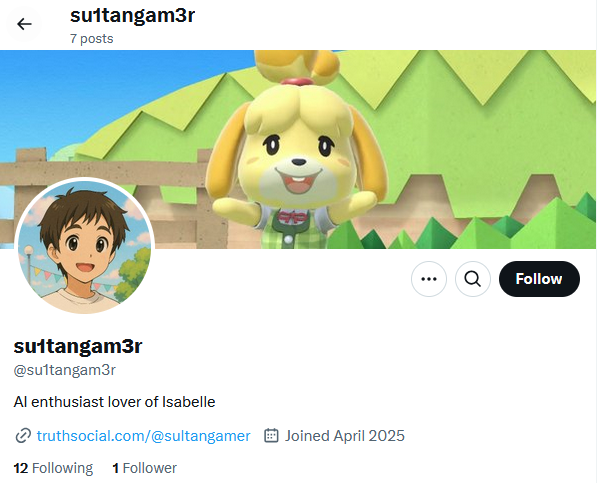 su1tangam3r
7 posts
Follow
su1tangam3r
@su1tangam3r
AI enthusiast lover of Isabelle
truthsocial.com/@sultangamer Joined April 2025
12 Following 1 Follower